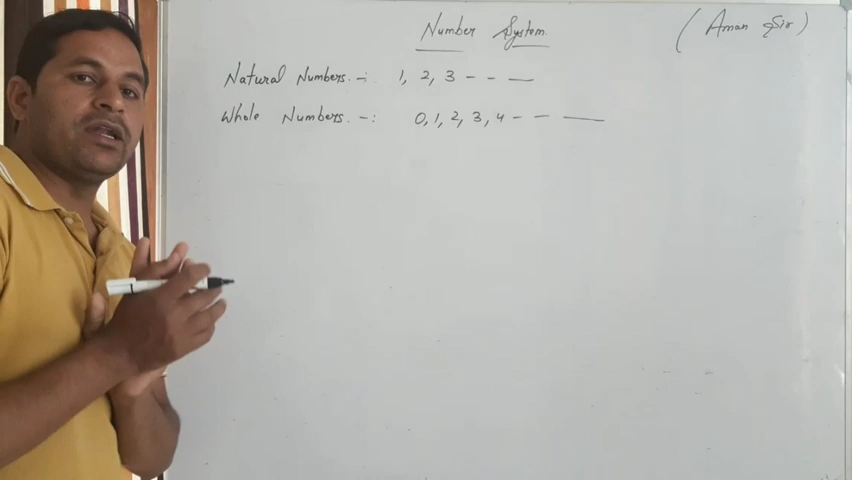 Number System
(Aman Sir)
Natural Numbers -: 1, 2, 3 - - —
Whole Numbers. -: 0, 1, 2, 3, 4 - - —